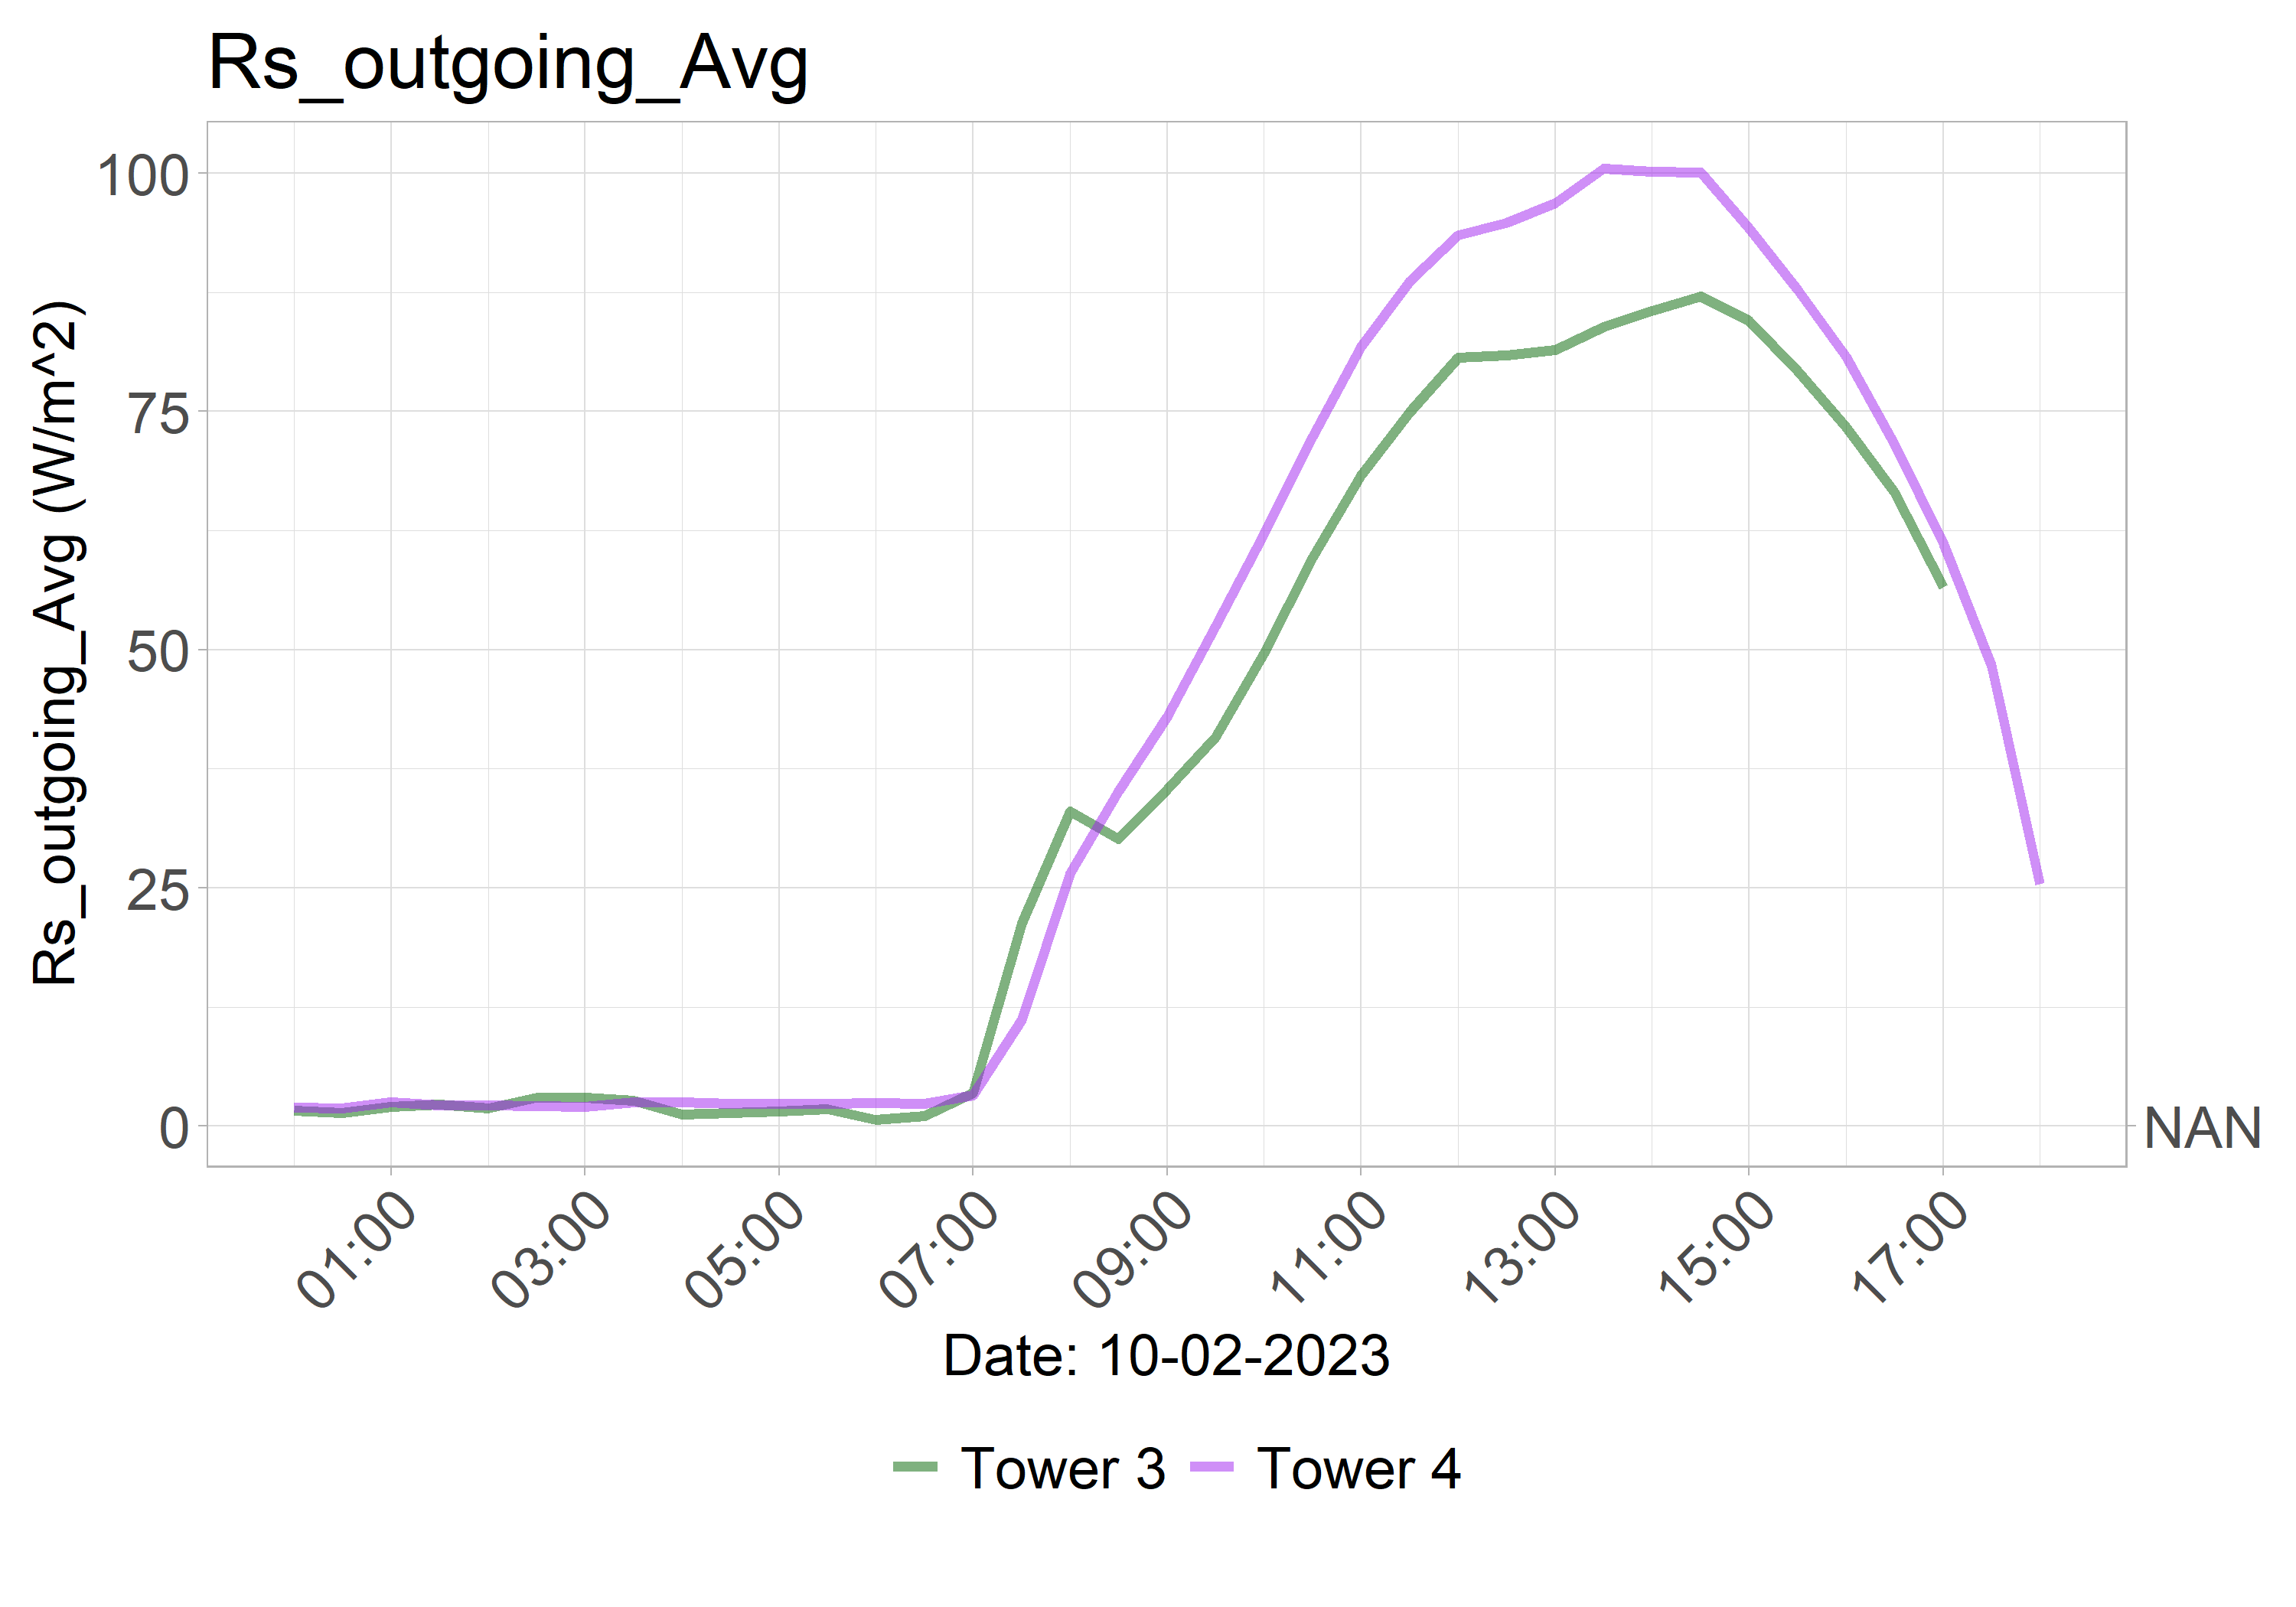 Rs_outgoing_Avg
Rs_outgoing_Avg (W/m^2)
100
75
50
25
0
NAN
01:00 03:00 05:00 07:00 09:00 11:00 13:00 15:00 17:00
Date: 10-02-2023
Tower 3 Tower 4